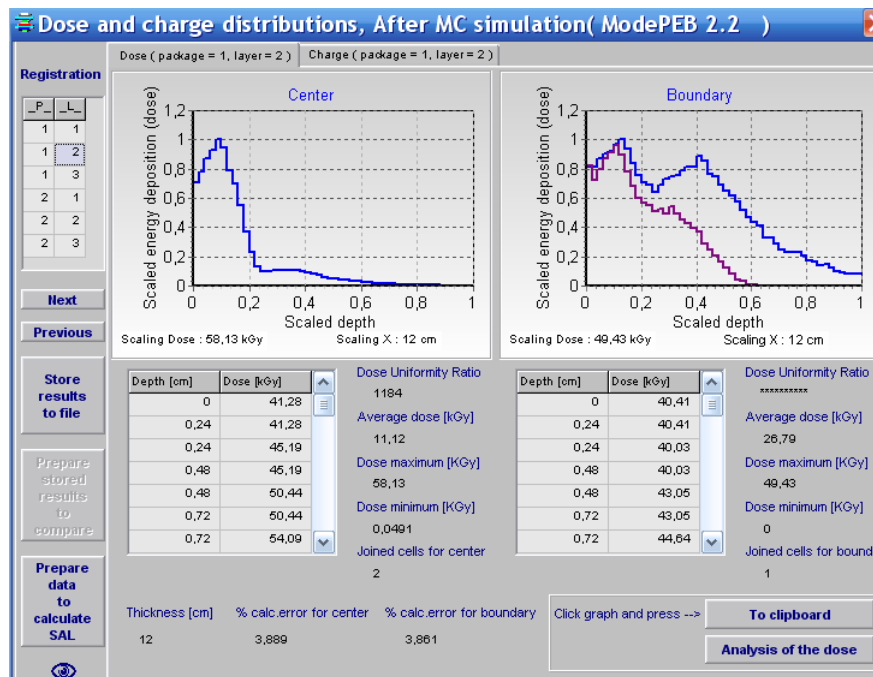 Dose and charge distributions, After MC simulation( ModePEB 2.2 )
Dose ( package = 1, layer = 2 ) Charge ( package = 1, layer = 2 )
Registration
_P_ _L_
1 1
1 2
1 3
2 1
2 2
2 3
Next
Previous
Store
results
to file
Prepare
stored
results
to
compare
Prepare
data
to
calculate
SAL
Center
Scaled energy deposition (dose)
1,2
1
0,8
0,6
0,4
0,2
0
0 0,2 0,4 0,6 0,8 1
Scaled depth
Scaling Dose : 58,13 kGy Scaling X : 12 cm
Boundary
Scaled energy deposition (dose)
1,2
1
0,8
0,6
0,4
0,2
0
0 0,2 0,4 0,6 0,8 1
Scaled depth
Scaling Dose : 49,43 kGy Scaling X : 12 cm
Depth [cm] Dose [kGy]
0 41,28
0,24 41,28
0,24 45,19
0,48 45,19
0,48 50,44
0,72 50,44
0,72 54,09
Dose Uniformity Ratio
1184
Average dose [kGy]
11,12
Dose maximum [KGy]
58,13
Dose minimum [KGy]
0,0491
Joined cells for center
2
Depth [cm] Dose [kGy]
0 40,41
0,24 40,41
0,24 40,03
0,48 40,03
0,48 43,05
0,72 43,05
0,72 44,64
Dose Uniformity Ratio
**********
Average dose [kGy]
26,79
Dose maximum [KGy]
49,43
Dose minimum [KGy]
0
Joined cells for bound
1
Thickness [cm] % calc.error for center % calc.error for boundary
12 3,889 3,861
Click graph and press -->
To clipboard
Analysis of the dose